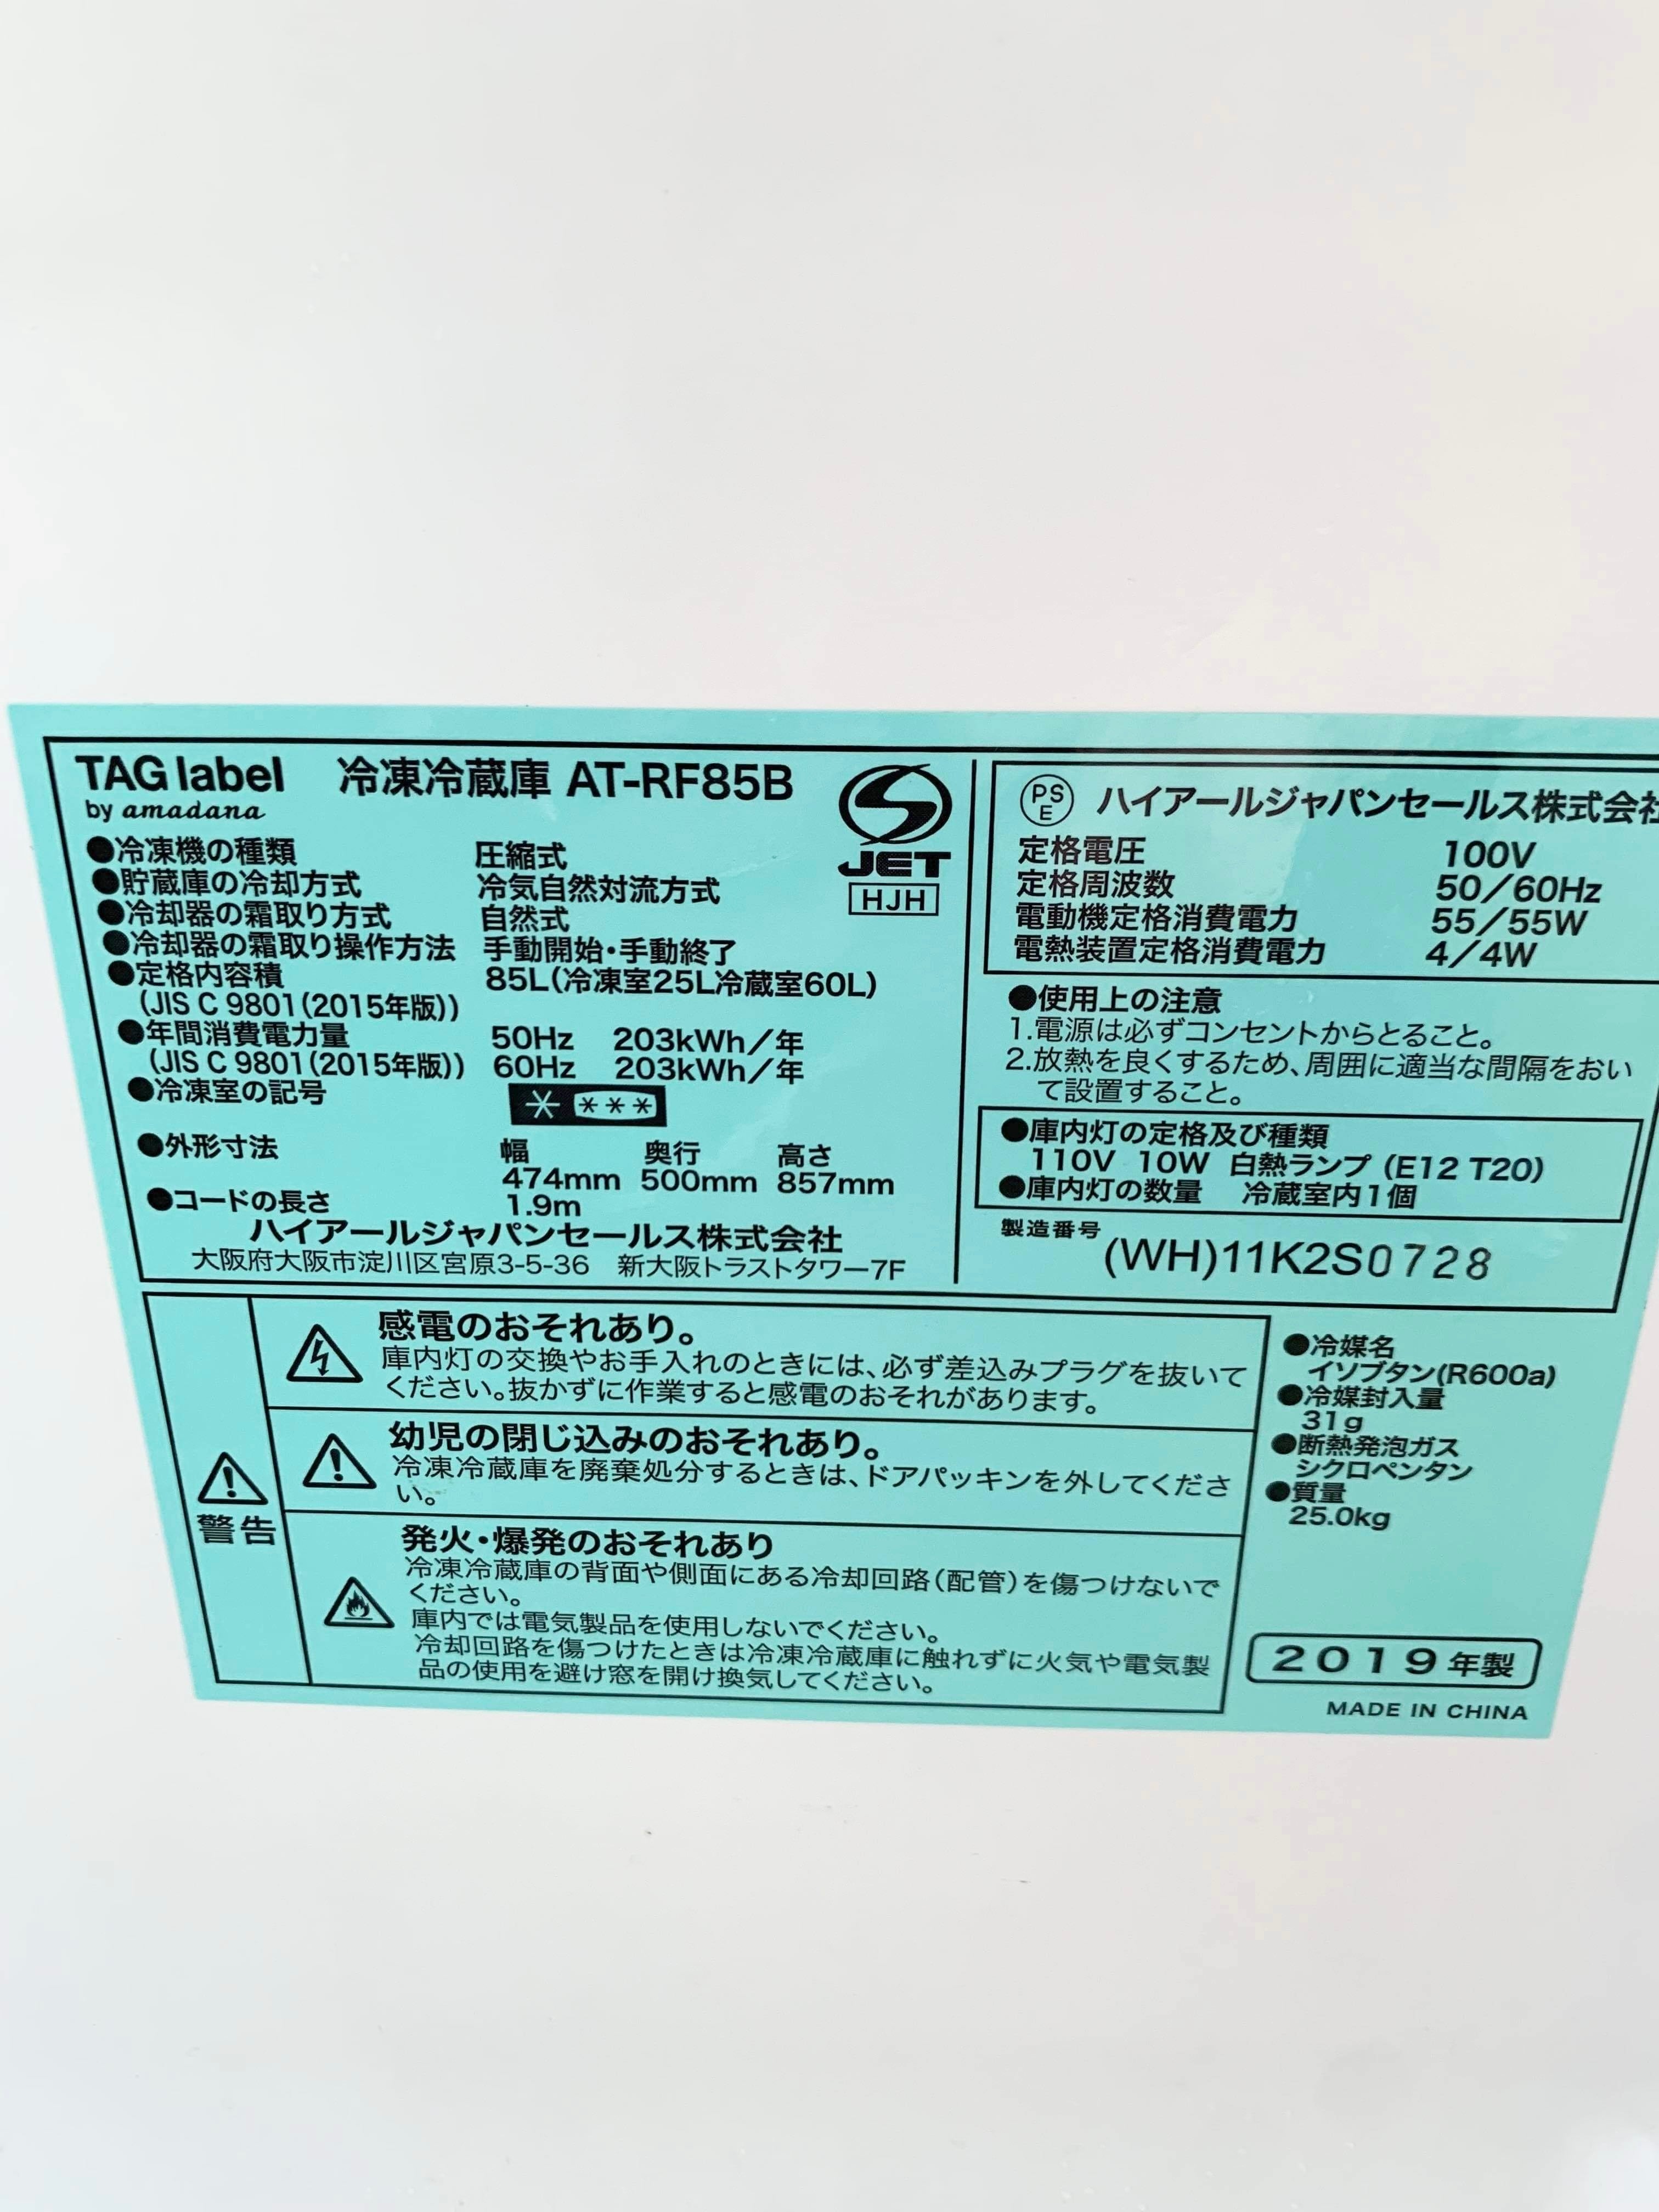 TAG label 冷凍冷蔵庫 AT-RF85B
by amadana
●冷凍機の種類 圧縮式
●貯蔵庫の冷却方式 冷気自然対流方式
●冷却器の霜取り方式 自然式
●冷却器の霜取り操作方法 手動開始・手動終了
●定格内容積 85L(冷凍室25L冷蔵室60L)
(JIS C 9801(2015年版))
●年間消費電力量 50Hz 203kWh/年
(JIS C 9801(2015年版)) 60Hz 203kWh/年
●冷凍室の記号 * ***
●外形寸法 幅 奥行 高さ
474mm 500mm 857mm
●コードの長さ 1.9m
ハイアールジャパンセールス株式会社
大阪府大阪市淀川区宮原3-5-36 新大阪トラストタワー7F
JET
HJH
PS
E
ハイアールジャパンセールス株式会社
定格電圧 100V
定格周波数 50/60Hz
電動機定格消費電力 55/55W
電熱装置定格消費電力 4/4W
●使用上の注意
1.電源は必ずコンセントからとること。
2.放熱を良くするため、周囲に適当な間隔をおい
て設置すること。
●庫内灯の定格及び種類
110V 10W 白熱ランプ (E12 T20)
●庫内灯の数量 冷蔵室内1個
製造番号 (WH)11K2S0728
警告
感電のおそれあり。
庫内灯の交換やお手入れのときには、必ず差込みプラグを抜いて
ください。抜かずに作業すると感電のおそれがあります。
幼児の閉じ込みのおそれあり。
冷凍冷蔵庫を廃棄処分するときは、ドアパッキンを外してくださ
い。
発火・爆発のおそれあり
冷凍冷蔵庫の背面や側面にある冷却回路(配管)を傷つけないで
ください。
庫内では電気製品を使用しないでください。
冷却回路を傷つけたときは冷凍冷蔵庫に触れずに火気や電気製
品の使用を避け窓を開け換気してください。
●冷媒名
イソブタン(R600a)
●冷媒封入量
31g
●断熱発泡ガス
シクロペンタン
●質量
25.0kg
2019年製
MADE IN CHINA